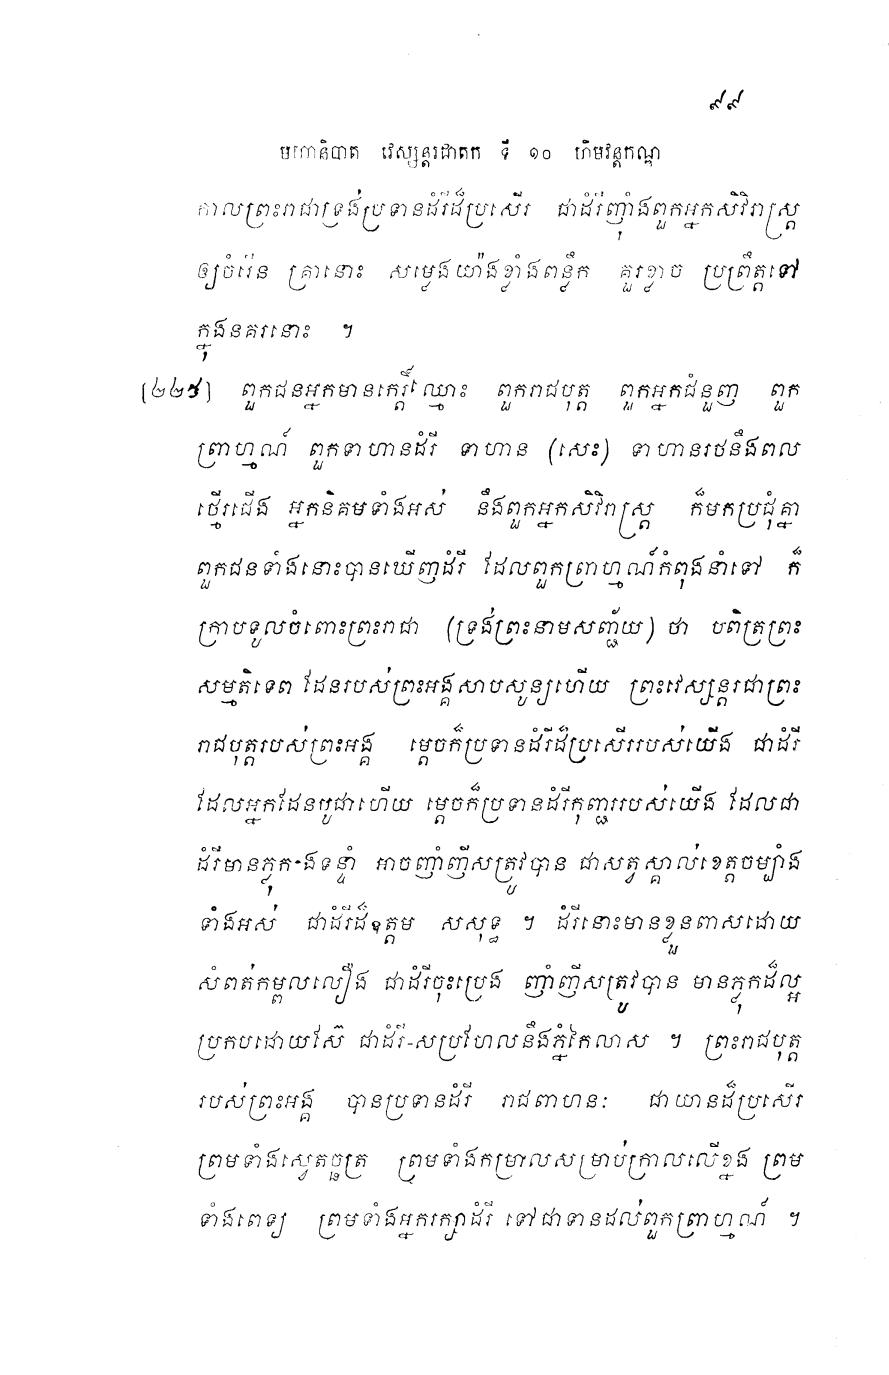 ៩៩
មហានិបាត វេស្សន្តរជាតក ទី ១០ ហិមវន្តកណ្ឌ
កាលព្រះរាជាទ្រង់ប្រទានដំរីដ៏ប្រសើរ ជាដំរីញ៉ាំងពួកអ្នកសិវិរាស្ត្រ
ឲ្យចំរើន គ្រានោះ សម្ងេងយ៉ាងខ្លាំងពន្លឹក គួរខ្លាច ប្រព្រឹត្តទៅ
ក្នុងនគរនោះ ។
[២២៥] ពួកជនអ្នកមានកេរ្តិ៍ឈ្មោះ ពួករាជបុត្ត ពួកអ្នកជំនួញ ពួក
ព្រាហ្មណ៍ ពួកទាហានដំរី ទាហាន (សេះ) ទាហានរថនឹងពល
ថ្មើរជើង អ្នកនិគមទាំងអស់ នឹងពួកអ្នកសិវិរាស្ត្រ ក៏មកប្រជុំគ្នា
ពួកជនទាំងនោះបានឃើញដំរី ដែលពួកព្រាហ្មណ៍កំពុងនាំទៅ ក៏
ក្រាបទូលចំពោះព្រះរាជា (ទ្រង់ព្រះនាមសញ្ជ័យ) ថា បពិត្រព្រះ
សម្មតិទេព ដែនរបស់ព្រះអង្គសាបសូន្យហើយ ព្រះវេស្សន្តរជាព្រះ
រាជបុត្តរបស់ព្រះអង្គ ម្តេចក៏ប្រទានដំរីដ៏ប្រសើររបស់យើង ជាដំរី
ដែលអ្នកដែនបូជាហើយ ម្តេចក៏ប្រទានដំរីកុញ្ជររបស់យើង ដែលជា
ដំរីមានភ្លុកងទន្ទាំ អាចញាំញីសត្រូវបាន ជាសត្វស្គាល់ខេត្តចម្បាំង
ទាំងអស់ ជាដំរីដ៏ឧត្តម សសុទ្ធ ។ ដំរីនោះមានខ្លួនពាសដោយ
សំពត់កម្ពលលឿង ជាដំរីចុះប្រេង ញាំញីសត្រូវបាន មានភ្លុកដ៏ល្អ
ប្រកបដោយស៊ែ ជាដំរី-សប្រហែលនឹងភ្នំកៃលាស ។ ព្រះរាជបុត្ត
របស់ព្រះអង្គ បានប្រទានដំរី រាជពាហនៈ ជាយានដ៏ប្រសើរ
ព្រមទាំងស្វេតច្ឆត្រ ព្រមទាំងកម្រាលសម្រាប់ក្រាលលើខ្នង ព្រម
ទាំងពេទ្យ ព្រមទាំងអ្នករក្សាដំរី ទៅជាទានដល់ពួកព្រាហ្មណ៍ ។